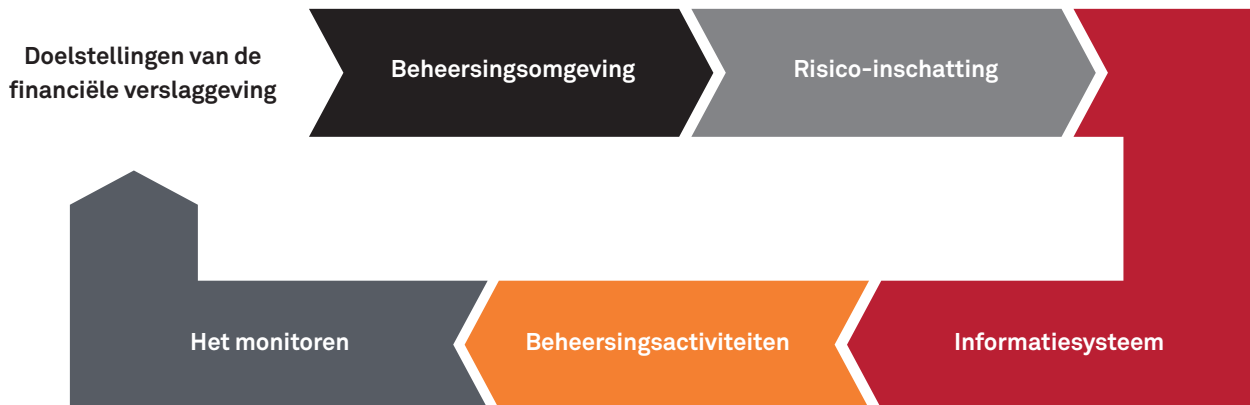 Doelstellingen van de
financiële verslaggeving
Beheersingsomgeving
Risico-inschatting
Informatiesysteem
Beheersingsactiviteiten
Het monitoren